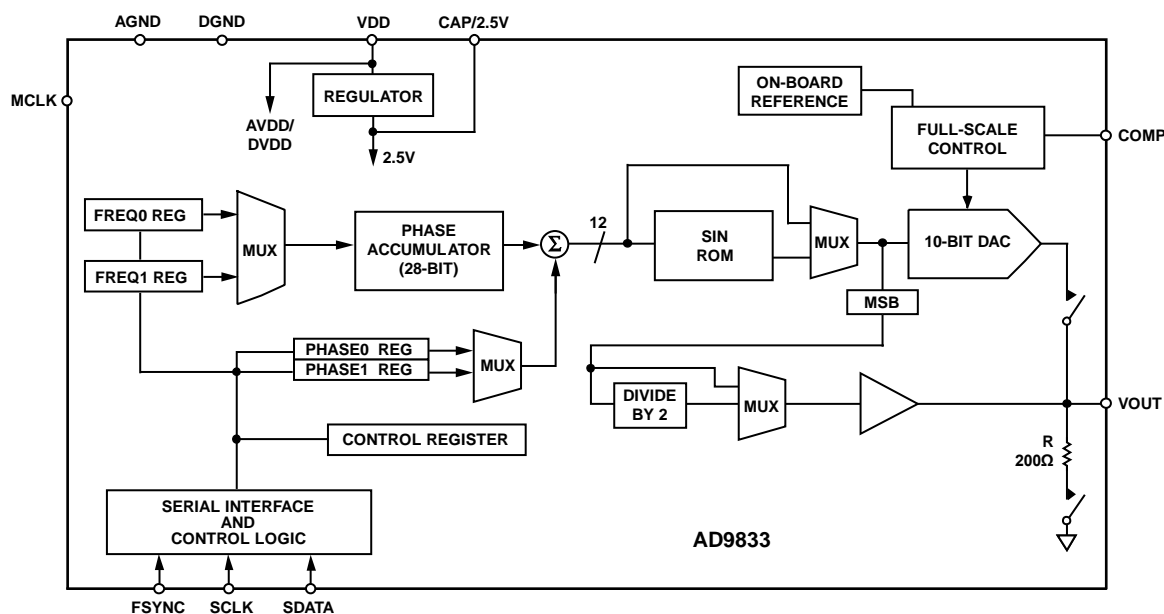 AGND
DGND
VDD
CAP/2.5V
MCLK
REGULATOR
AVDD/
DVDD
2.5V
ON-BOARD
REFERENCE
FULL-SCALE
CONTROL
COMP
FREQ0 REG
FREQ1 REG
MUX
PHASE
ACCUMULATOR
(28-BIT)
Σ
12
SIN
ROM
MUX
10-BIT DAC
MSB
PHASE0 REG
PHASE1 REG
MUX
DIVIDE
BY 2
MUX
VOUT
CONTROL REGISTER
R
200Ω
SERIAL INTERFACE
AND
CONTROL LOGIC
AD9833
FSYNC
SCLK
SDATA